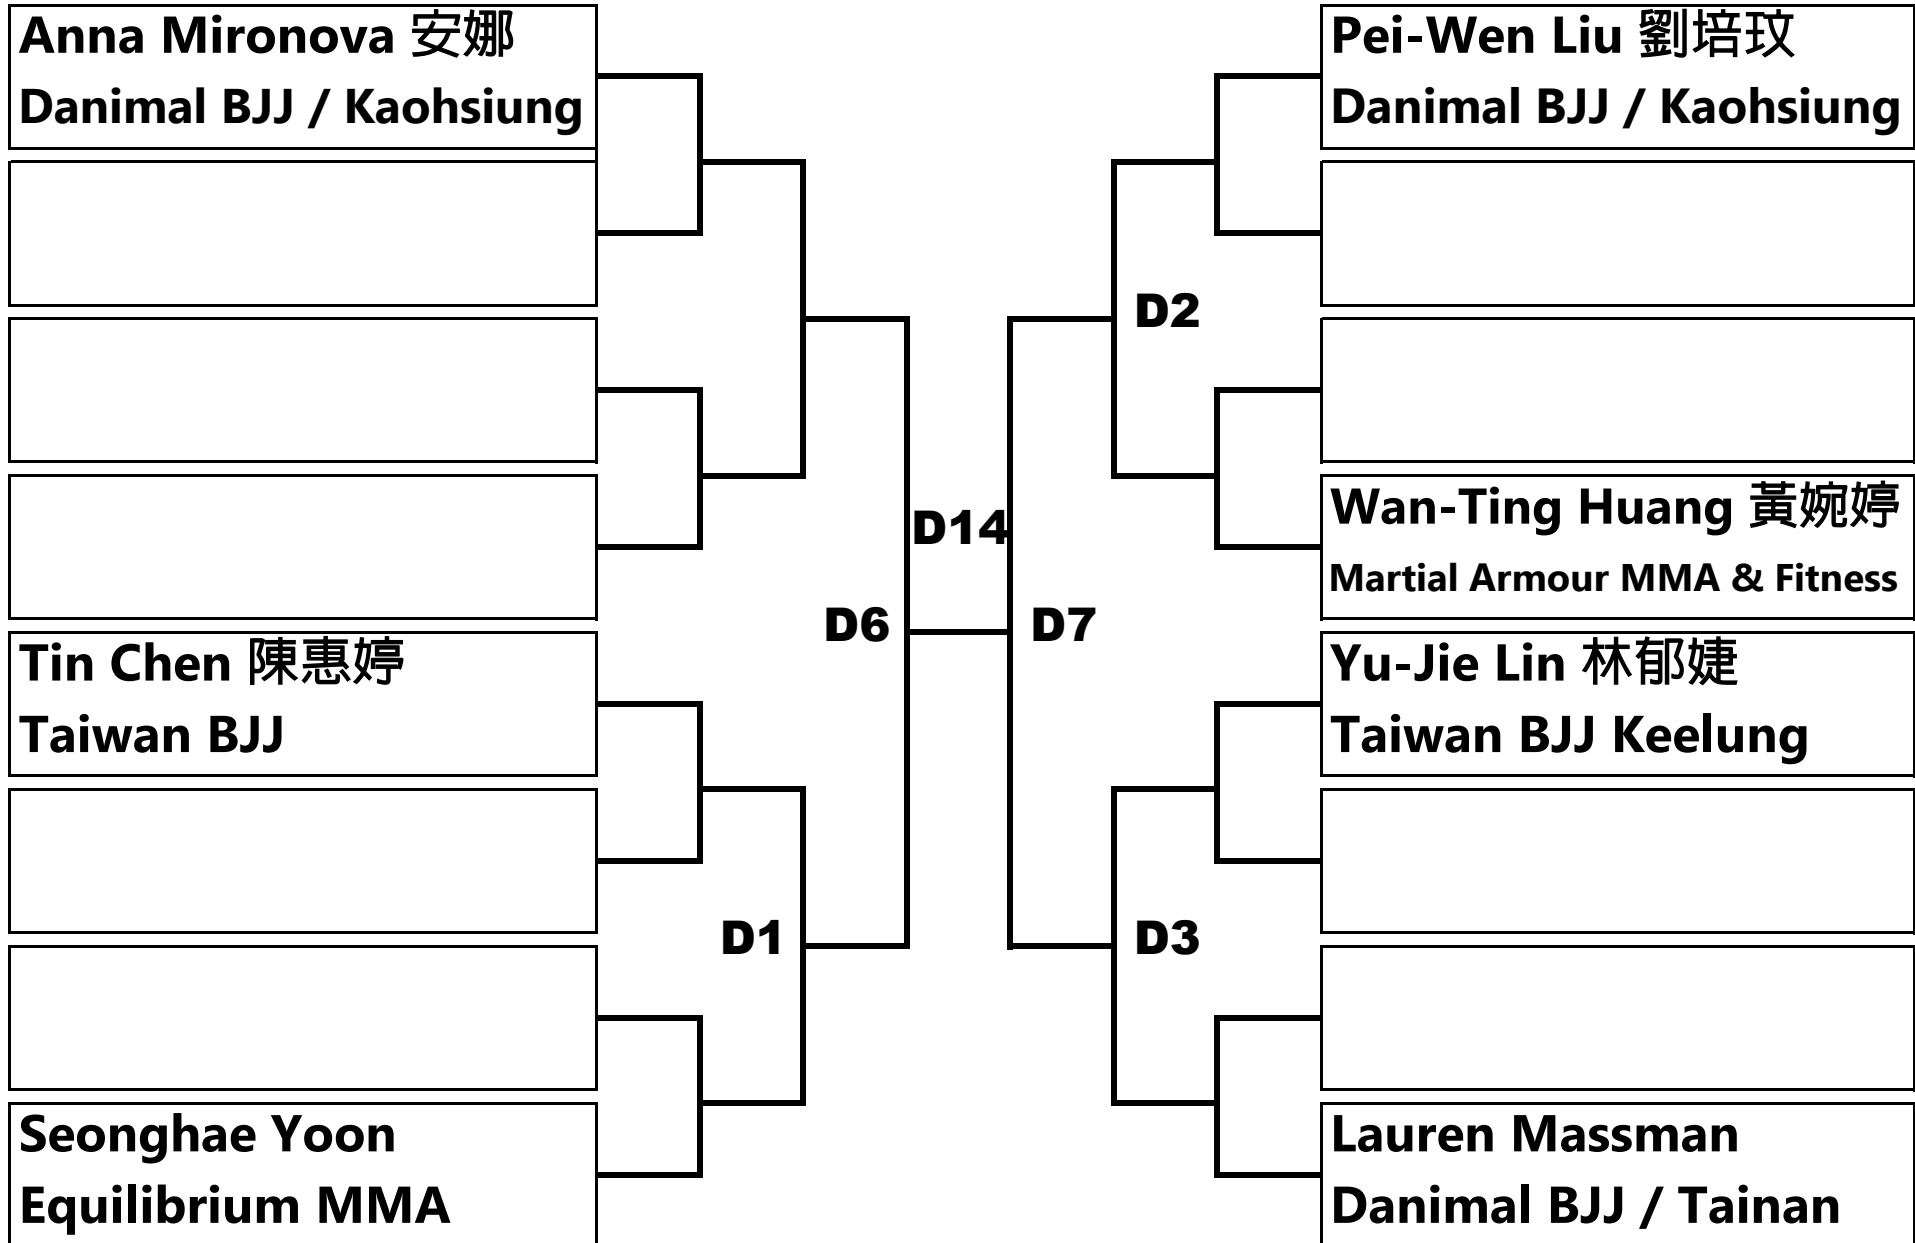 Anna Mironova 安娜
Danimal BJJ / Kaohsiung
Tin Chen 陳惠婷
Taiwan BJJ
Seonghae Yoon
Equilibrium MMA
D1
D6
D14
D7
D2
D3
Pei-Wen Liu 劉培玟
Danimal BJJ / Kaohsiung
Wan-Ting Huang 黃婉婷
Martial Armour MMA & Fitness
Yu-Jie Lin 林郁婕
Taiwan BJJ Keelung
Lauren Massman
Danimal BJJ / Tainan